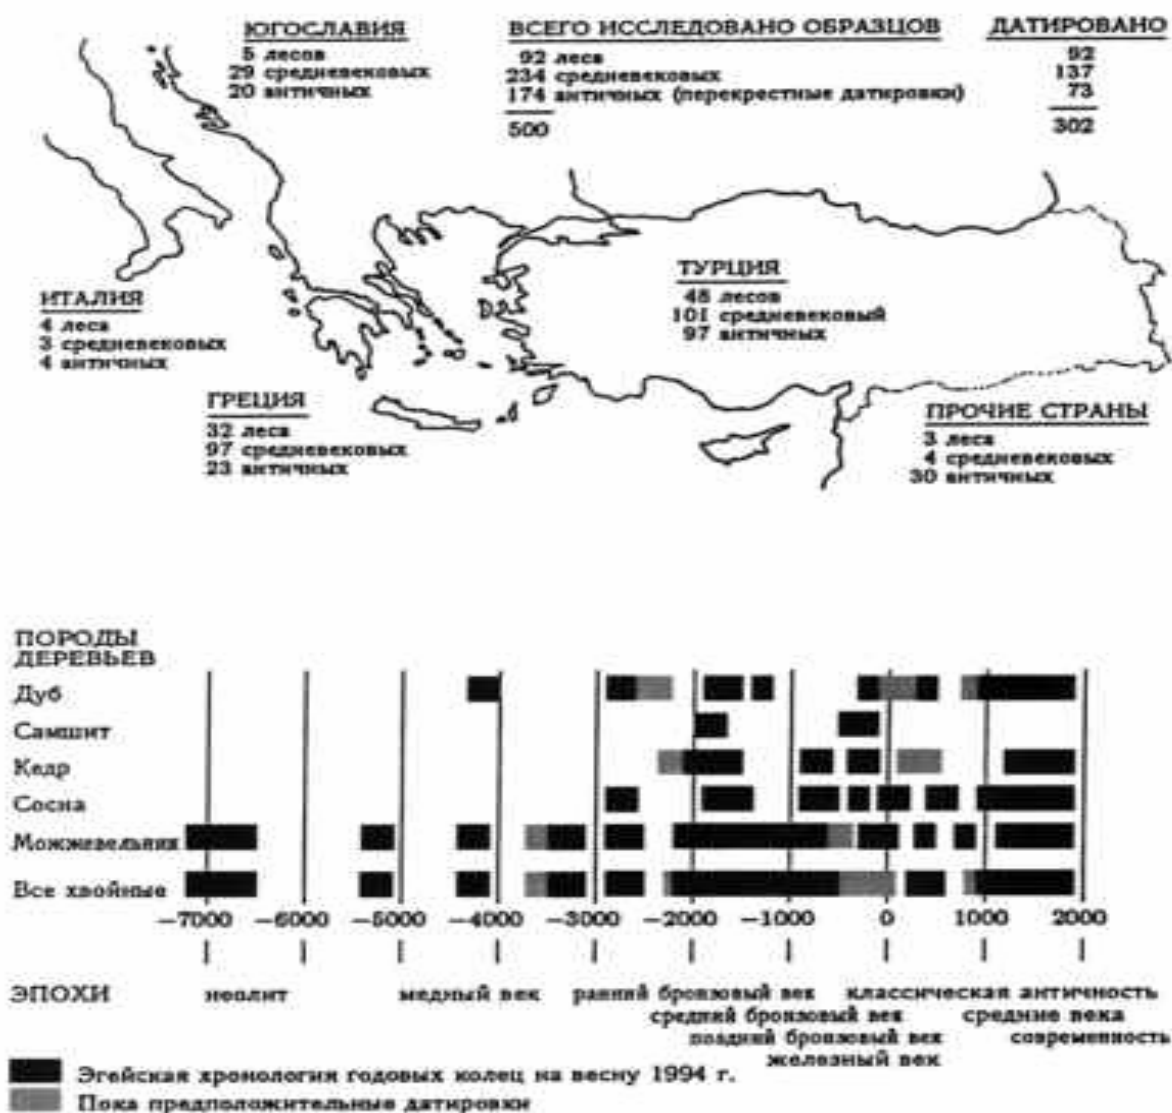 ЮГОСЛАВИЯ
5 лесов
29 средневековых
20 античных
ВСЕГО ИССЛЕДОВАНО ОБРАЗЦОВ
92 леса
234 средневековых
174 античных (перекрестные датировки)
500
ДАТИРОВАНО
92
137
73
302
ИТАЛИЯ
4 леса
3 средневековых
4 античных
ТУРЦИЯ
48 лесов
101 средневековый
97 античных
ГРЕЦИЯ
32 леса
97 средневековых
23 античных
ПРОЧИЕ СТРАНЫ
3 леса
4 средневековых
30 античных
ПОРОДЫ
ДЕРЕВЬЕВ
Дуб
Самшит
Кедр
Сосна
Можжевельник
Все хвойные
−7000 −6000 −5000 −4000 −3000 −2000 −1000 0 1000 2000
ЭПОХИ неолит медный век ранний бронзовый век классическая античность
средний бронзовый век средние века
поздний бронзовый век современность
железный век
Эгейская хронология годовых колец на весну 1994 г.
Пока предположительные датировки